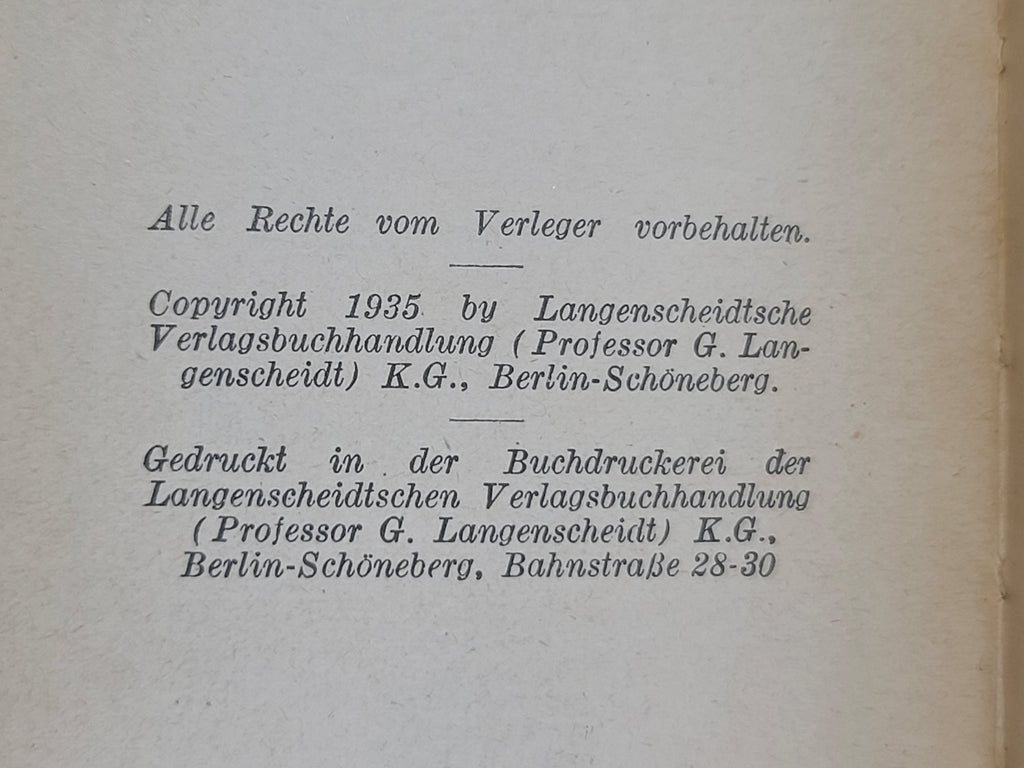 Alle Rechte vom Verleger vorbehalten.
Copyright 1935 by Langenscheidtsche
Verlagsbuchhandlung (Professor G. Lan-
genscheidt) K.G., Berlin-Schöneberg.
Gedruckt in der Buchdruckerei der
Langenscheidtschen Verlagsbuchhandlung
(Professor G. Langenscheidt) K.G.,
Berlin-Schöneberg, Bahnstraße 28-30